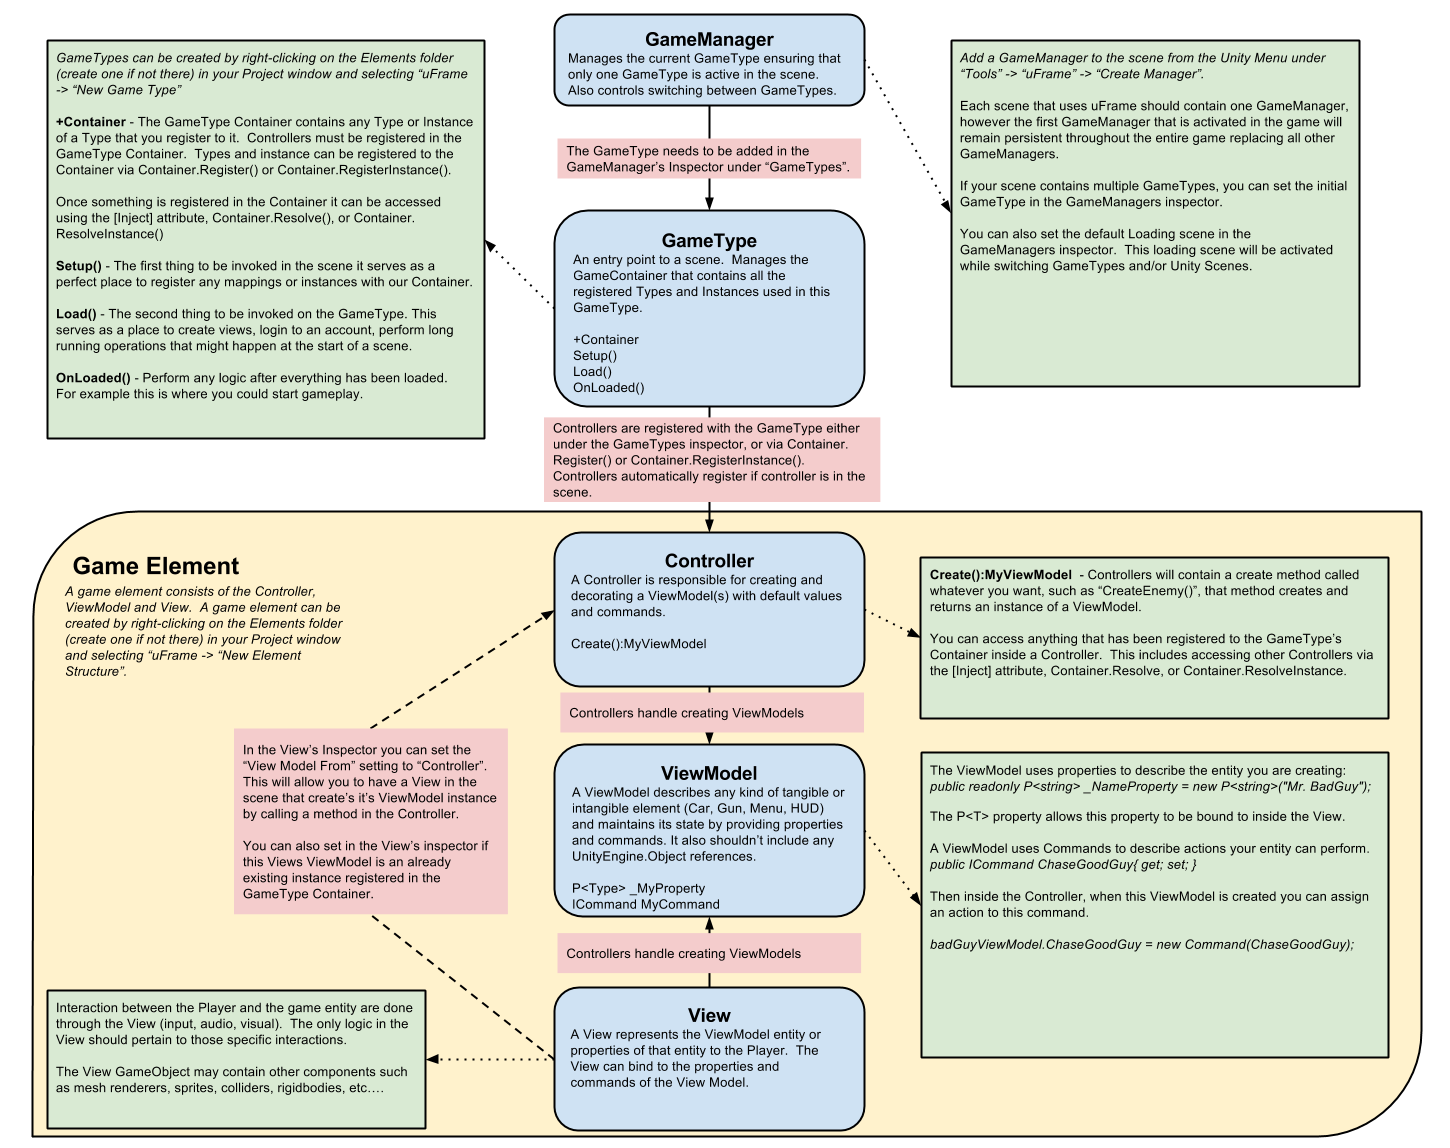 GameManager
Manages the current GameType ensuring that
only one GameType is active in the scene.
Also controls switching between GameTypes.
GameTypes can be created by right-clicking on the Elements folder
(create one if not there) in your Project window and selecting “uFrame
-> “New Game Type”
+Container - The GameType Container contains any Type or Instance
of a Type that you register to it.  Controllers must be registered in the
GameType Container.  Types and instance can be registered to the
Container via Container.Register() or Container.RegisterInstance().
Once something is registered in the Container it can be accessed
using the [Inject] attribute, Container.Resolve(), or Container.
ResolveInstance()
Setup() - The first thing to be invoked in the scene it serves as a
perfect place to register any mappings or instances with our Container.
Load() - The second thing to be invoked on the GameType. This
serves as a place to create views, login to an account, perform long
running operations that might happen at the start of a scene.
OnLoaded() - Perform any logic after everything has been loaded.
For example this is where you could start gameplay.
Add a GameManager to the scene from the Unity Menu under
“Tools” -> “uFrame” -> “Create Manager”.
Each scene that uses uFrame should contain one GameManager,
however the first GameManager that is activated in the game will
remain persistent throughout the entire game replacing all other
GameManagers.
If your scene contains multiple GameTypes, you can set the initial
GameType in the GameManagers inspector.
You can also set the default Loading scene in the
GameManagers inspector.  This loading scene will be activated
while switching GameTypes and/or Unity Scenes.
The GameType needs to be added in the
GameManager’s Inspector under “GameTypes”.
GameType
An entry point to a scene.  Manages the
GameContainer that contains all the
registered Types and Instances used in this
GameType.
+Container
Setup()
Load()
OnLoaded()
Controllers are registered with the GameType either
under the GameTypes inspector, or via Container.
Register() or Container.RegisterInstance().
Controllers automatically register if controller is in the
scene.
Game Element
A game element consists of the Controller,
ViewModel and View.  A game element can be
created by right-clicking on the Elements folder
(create one if not there) in your Project window
and selecting “uFrame -> “New Element
Structure”.
Controller
A Controller is responsible for creating and
decorating a ViewModel(s) with default values
and commands.
Create():MyViewModel
Create():MyViewModel  - Controllers will contain a create method called
whatever you want, such as “CreateEnemy()”, that method creates and
returns an instance of a ViewModel.
You can access anything that has been registered to the GameType’s
Container inside a Controller.  This includes accessing other Controllers via
the [Inject] attribute, Container.Resolve, or Container.ResolveInstance.
Controllers handle creating ViewModels
In the View’s Inspector you can set the
“View Model From” setting to “Controller”.
This will allow you to have a View in the
scene that create’s it’s ViewModel instance
by calling a method in the Controller.
You can also set in the View’s inspector if
this Views ViewModel is an already
existing instance registered in the
GameType Container.
ViewModel
A ViewModel describes any kind of tangible or
intangible element (Car, Gun, Menu, HUD)
and maintains its state by providing properties
and commands. It also shouldn’t include any
UnityEngine.Object references.
P<Type> _MyProperty
ICommand MyCommand
The ViewModel uses properties to describe the entity you are creating:
public readonly P<string> _NameProperty = new P<string>("Mr. BadGuy");
The P<T> property allows this property to be bound to inside the View.
A ViewModel uses Commands to describe actions your entity can perform.
public ICommand ChaseGoodGuy{ get; set; }
Then inside the Controller, when this ViewModel is created you can assign
an action to this command.
badGuyViewModel.ChaseGoodGuy = new Command(ChaseGoodGuy);
Controllers handle creating ViewModels
View
A View represents the ViewModel entity or
properties of that entity to the Player.  The
View can bind to the properties and
commands of the View Model.
Interaction between the Player and the game entity are done
through the View (input, audio, visual).  The only logic in the
View should pertain to those specific interactions.
The View GameObject may contain other components such
as mesh renderers, sprites, colliders, rigidbodies, etc….